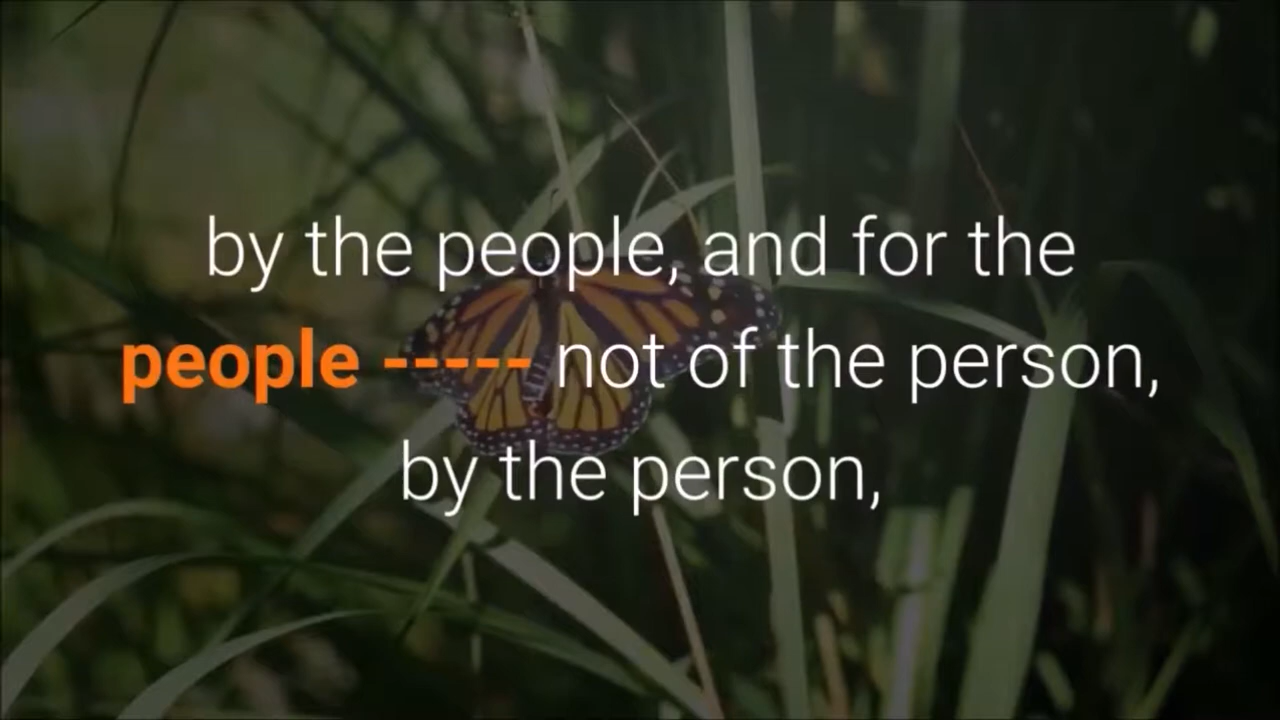 by the people, and for the
people ----- not of the person,
by the person,